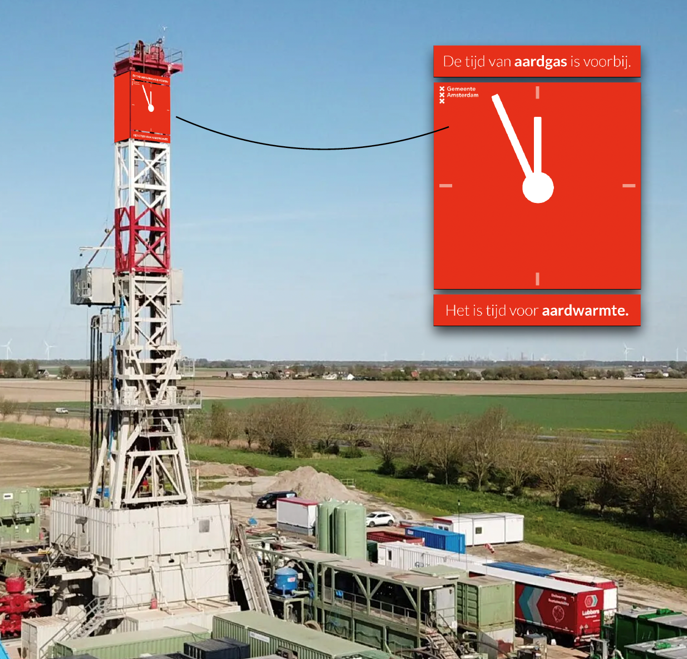 De tijd van aardgas is voorbij.
Gemeente
Amsterdam
Het is tijd voor aardwarmte.